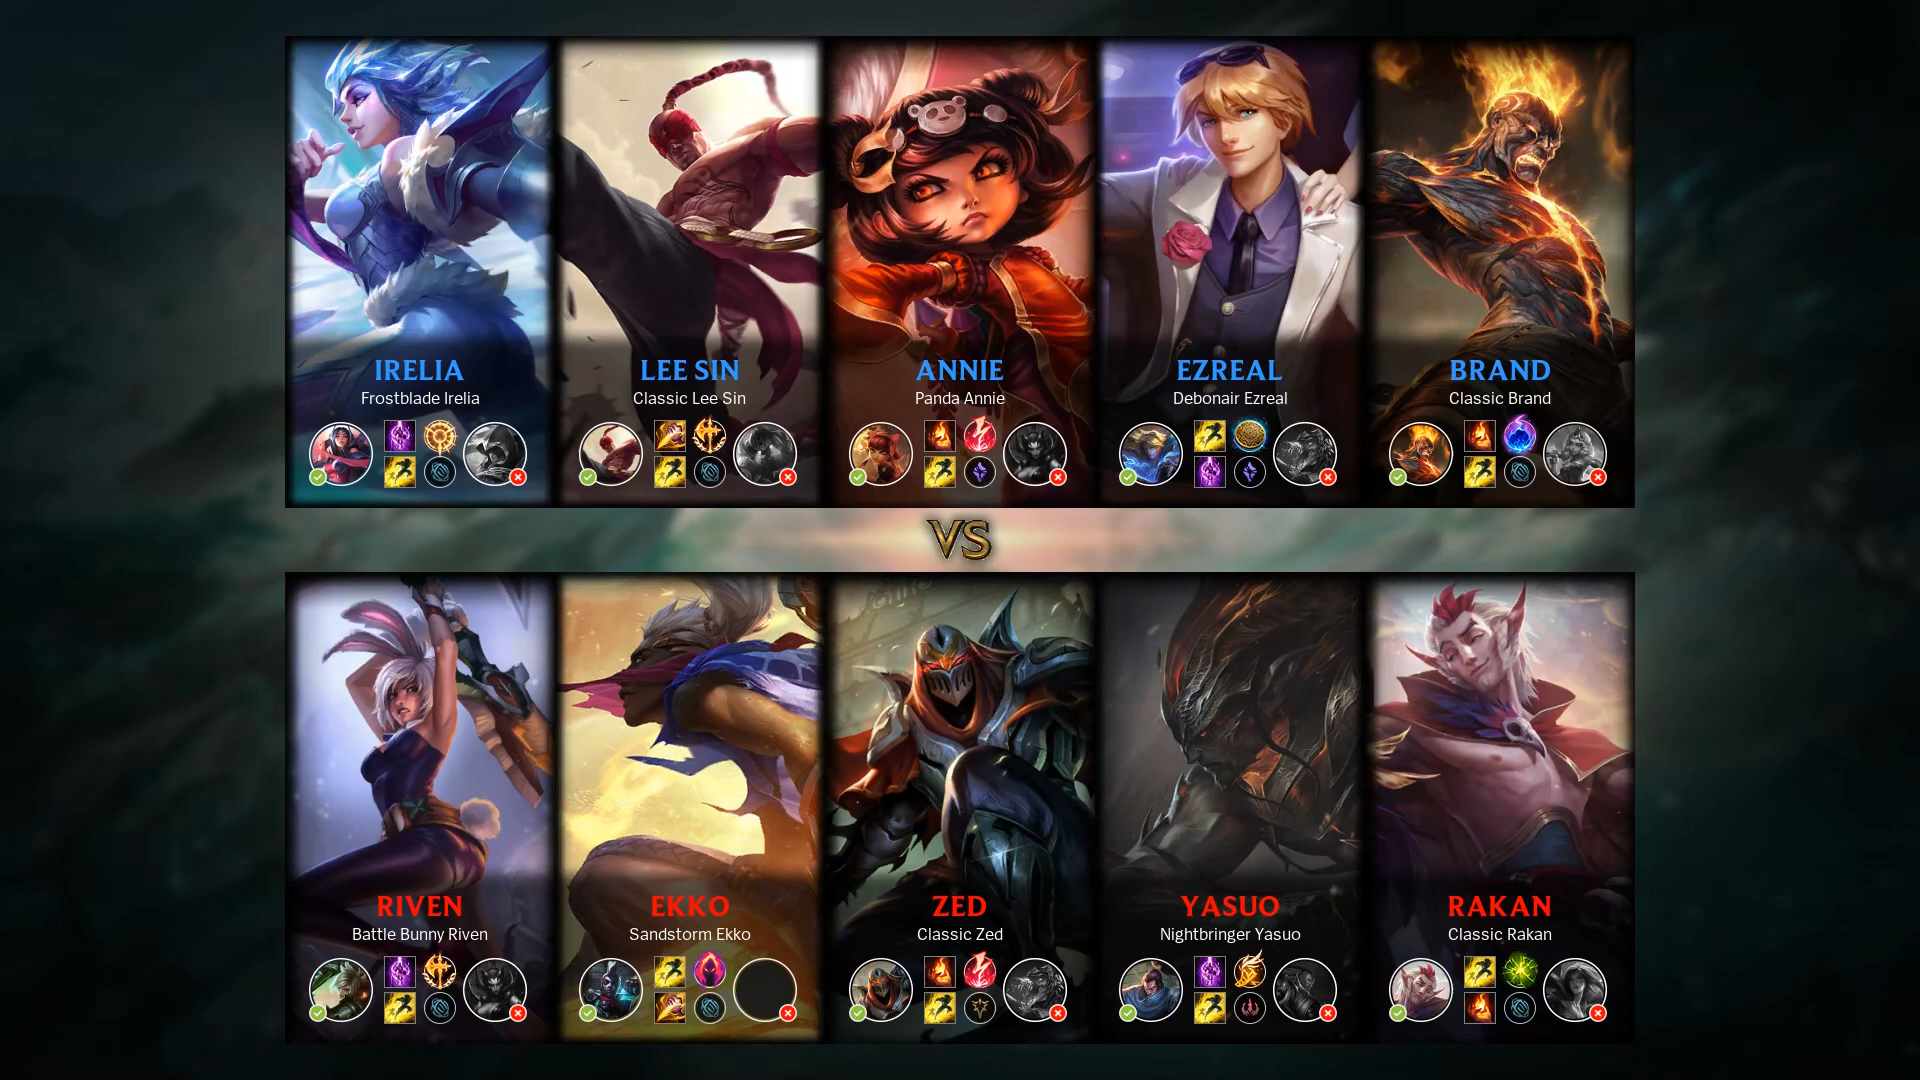 IRELIA
Frostblade Irelia
LEE SIN
Classic Lee Sin
ANNIE
Panda Annie
EZREAL
Debonair Ezreal
BRAND
Classic Brand
VS
RIVEN
Battle Bunny Riven
EKKO
Sandstorm Ekko
ZED
Classic Zed
YASUO
Nightbringer Yasuo
RAKAN
Classic Rakan